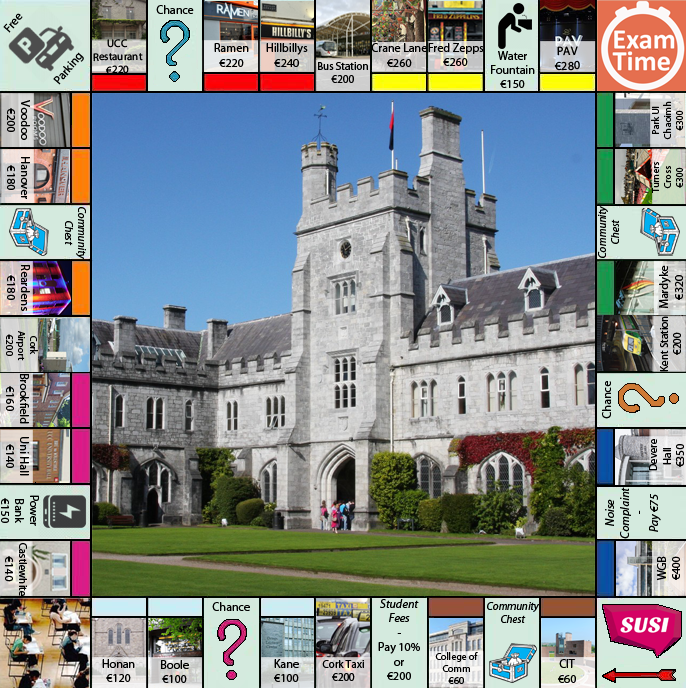 Free
Parking
UCC
Restaurant
€220
Chance
?
RAMEN
Ramen
€220
HILLBILLY'S
Hillbillys
€240
Bus Station
€200
Crane Lane
€260
Fred Zepps
€260
Water
Fountain
€150
PAV
PAV
€280
Exam
Time
Park Ui
Chaoimh
€300
Turners
Cross
€300
Community
Chest
Mardyke
€320
Kent Station
€200
Chance
?
Devere
Hall
€350
Noise
Complaint
-
Pay €75
WGB
€400
SUSI
CIT
€60
Community
Chest
College of
Comm
€60
Student
Fees
-
Pay 10%
or
€200
TAXI
Cork Taxi
€200
Kane
€100
Chance
?
Boole
€100
Honan
€120
Castlewhite
€140
Power
Bank
€150
Uni Hall
€140
Brookfield
€160
Cork
Airport
€200
Reardens
€180
Community
Chest
Hanover
€180
Voodoo
€200